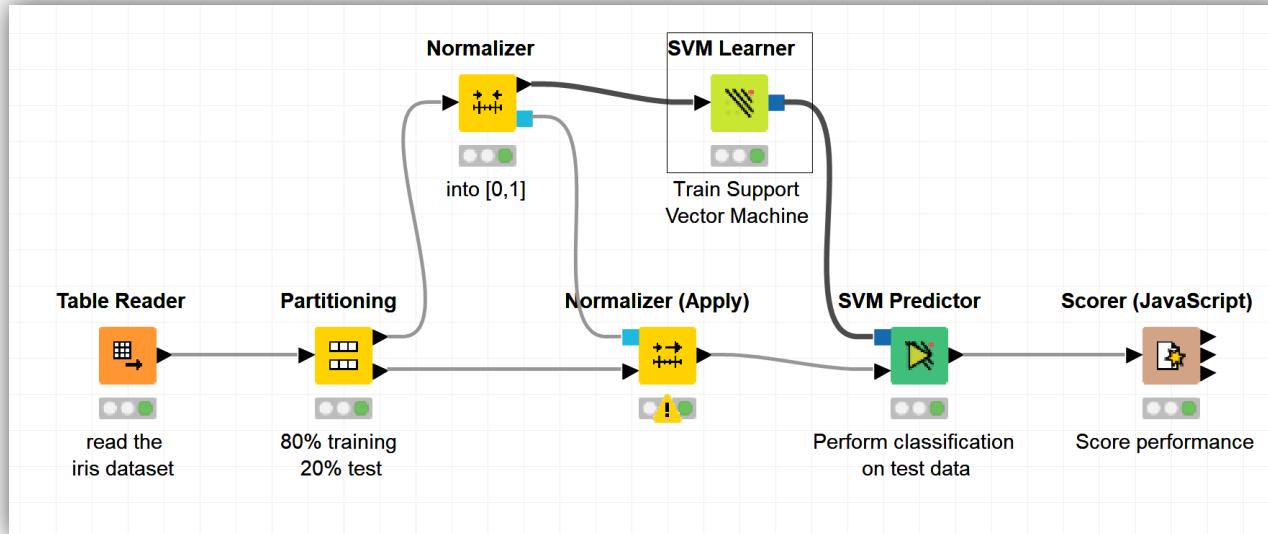 Normalizer
SVM Learner
into [0,1]
Train Support
Vector Machine
Table Reader
Partitioning
Normalizer (Apply)
SVM Predictor
Scorer (JavaScript)
!
read the
iris dataset
80% training
20% test
Perform classification
on test data
Score performance